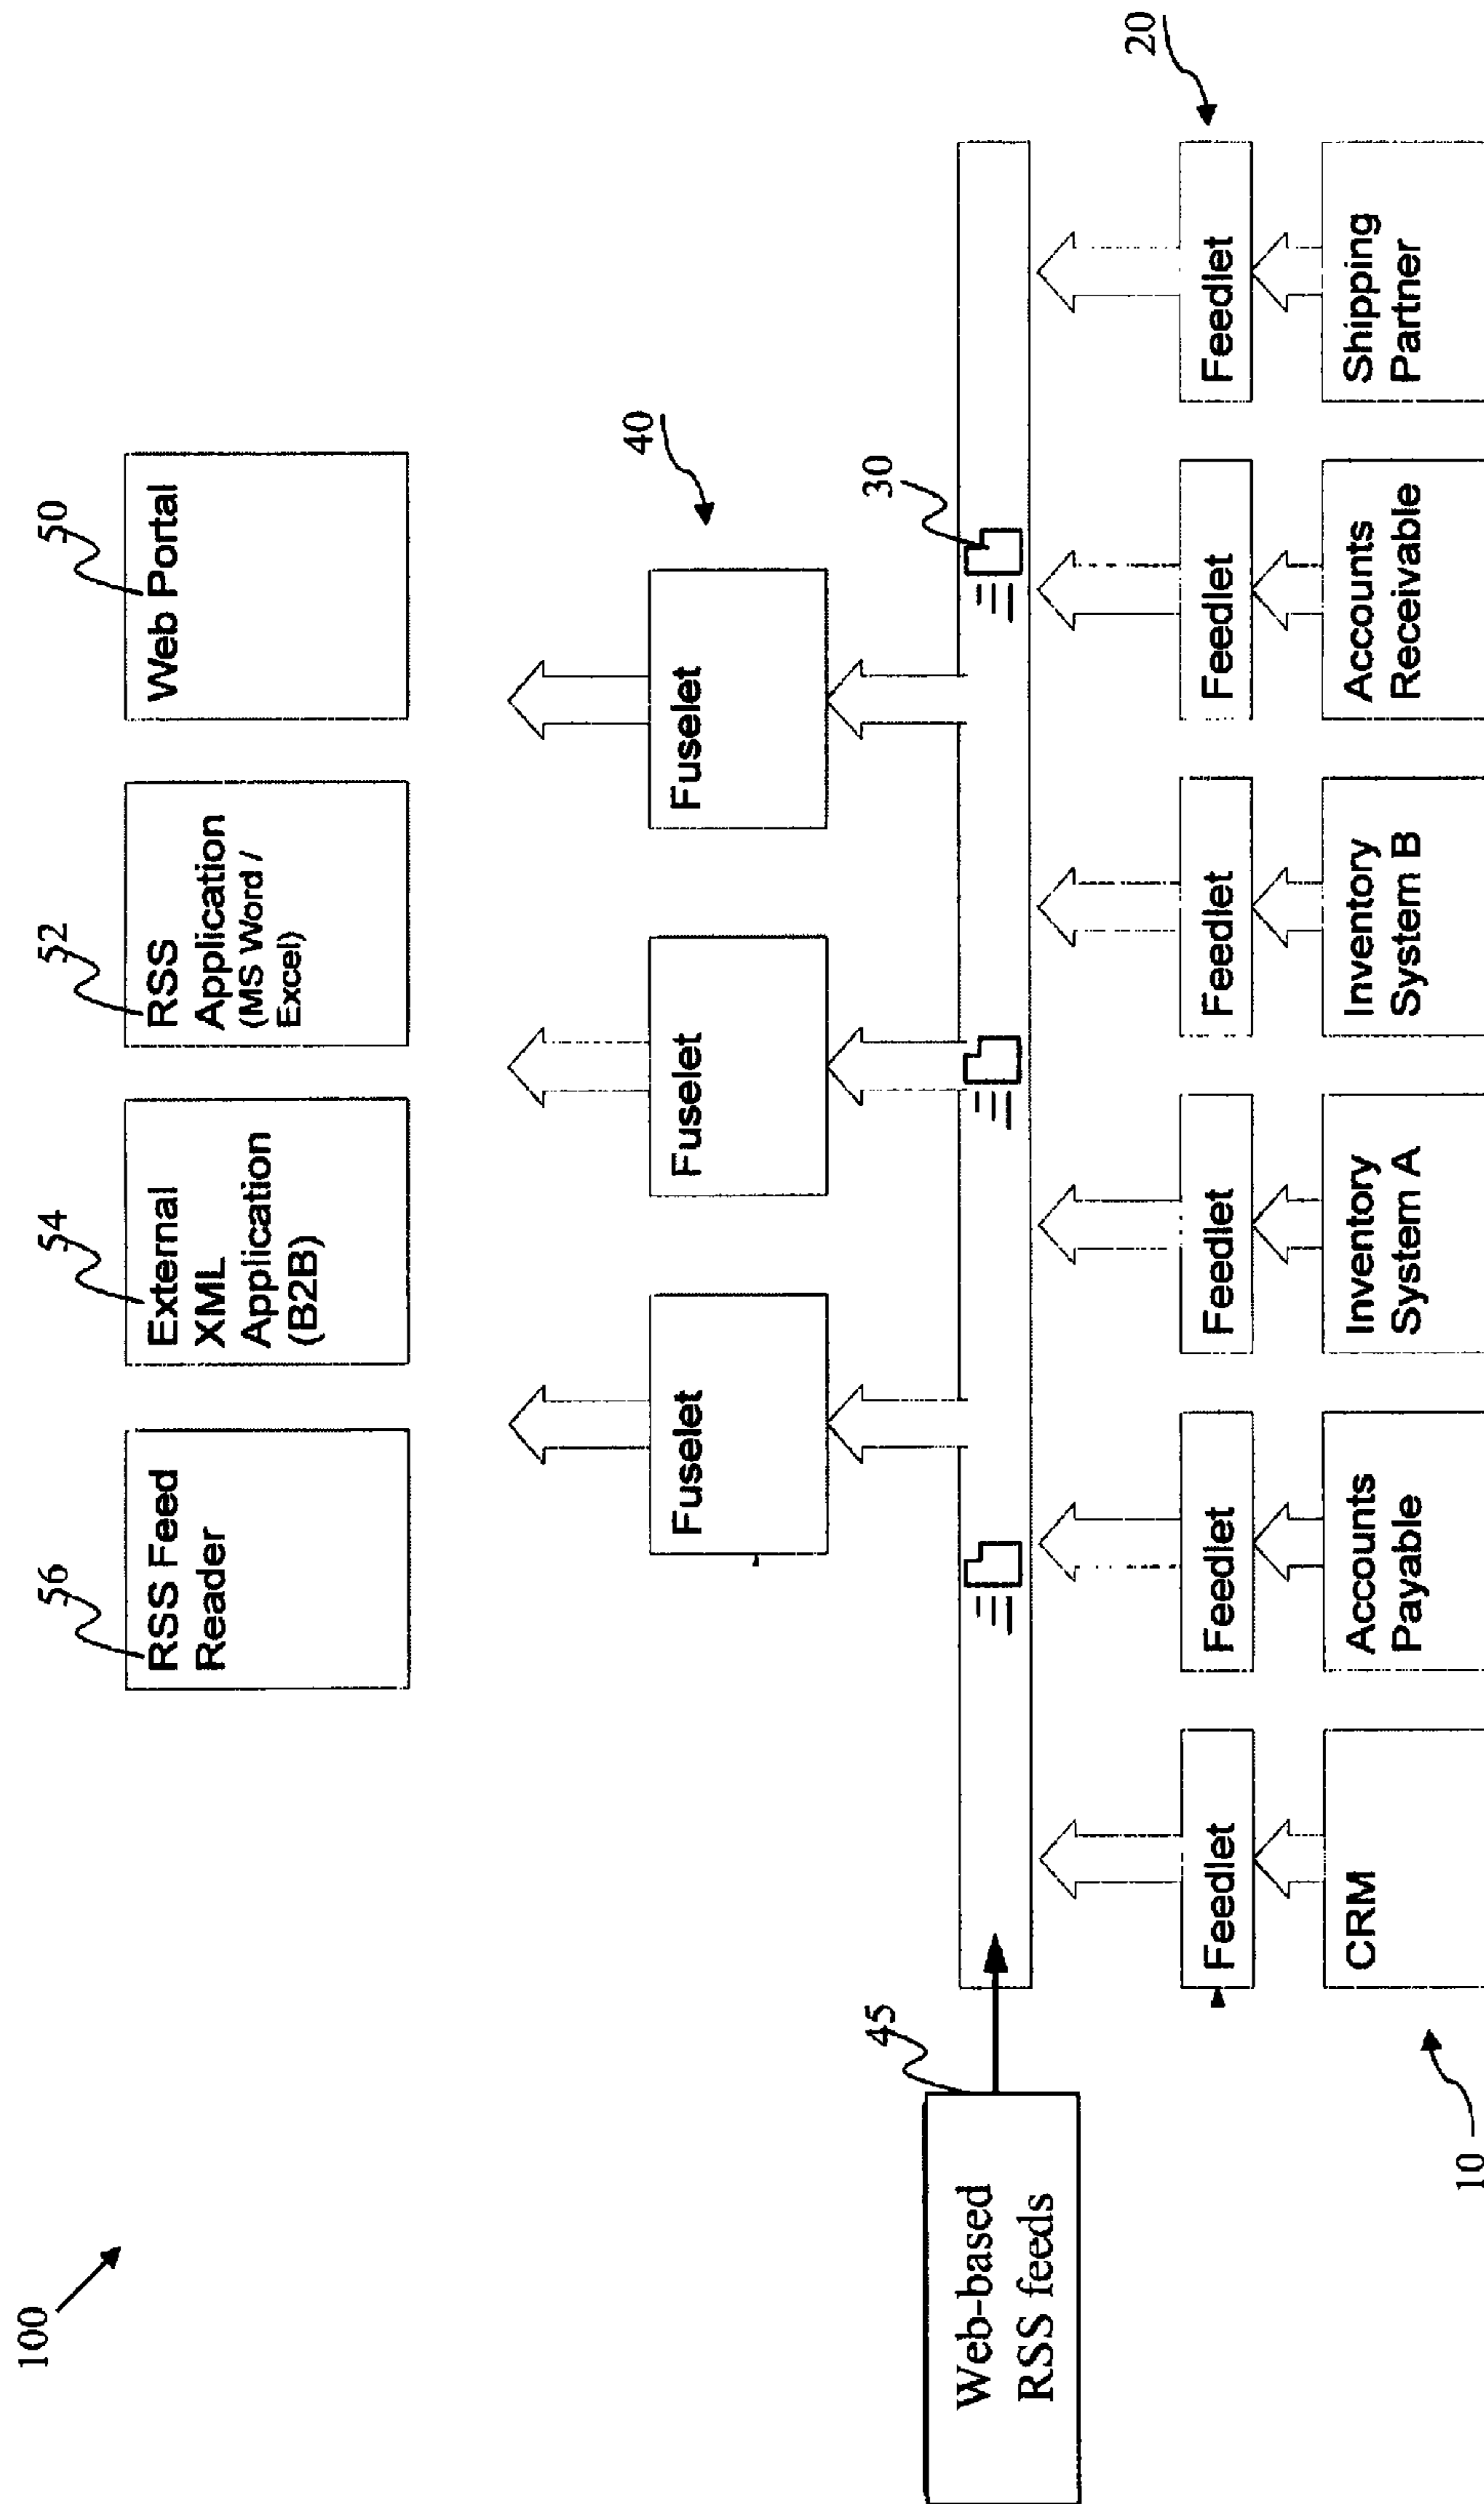 100
56
54
52
50
RSS Feed
Reader
External
XML
Application
(B2B)
RSS
Application
(MS Word /
Excel)
Web Portal
40
Fuselet
Fuselet
Fuselet
45
30
Web-based
RSS feeds
20
Feedlet
Feedlet
Feedlet
Feedlet
Feedlet
Feedlet
10
CRM
Accounts
Payable
Inventory
System A
Inventory
System B
Accounts
Receivable
Shipping
Partner